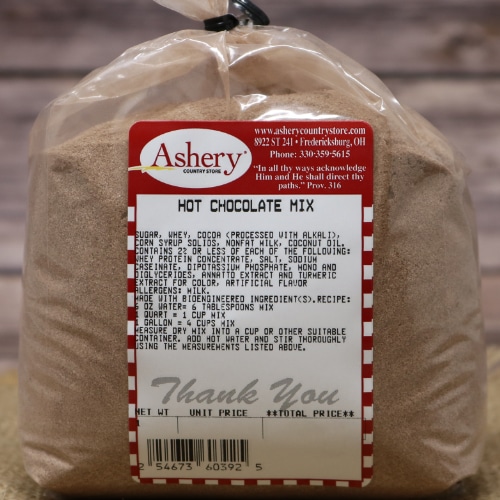 www.asherycountrystore.com
8922 ST 241 • Fredericksburg, OH
Phone: 330-359-5615
"In all thy ways acknowledge
Him and He shall direct thy
paths." Prov. 316
Ashery
COUNTRY STORE
HOT CHOCOLATE MIX
SUGAR, WHEY, COCOA (PROCESSED WITH ALKALI),
CORN SYRUP SOLIDS, NONFAT MILK, COCONUT OIL.
CONTAINS 2% OR LESS OF EACH OF THE FOLLOWING:
WHEY PROTEIN CONCENTRATE, SALT, SODIUM
CASEINATE, DIPOTASSIUM PHOSPHATE, MONO AND
DIGLYCERIDES, ANNATTO EXTRACT AND TURMERIC
EXTRACT FOR COLOR, ARTIFICIAL FLAVOR
ALLERGENS: MILK.
MADE WITH BIOENGINEERED INGREDIENT(S).RECIPE:
OZ WATER= 6 TABLESPOONS MIX
QUART = 1 CUP MIX
GALLON = 4 CUPS MIX
MEASURE DRY MIX INTO A CUP OR OTHER SUITABLE
CONTAINER. ADD HOT WATER AND STIR THOROUGHLY
USING THE MEASUREMENTS LISTED ABOVE.
Thank You
NET WT UNIT PRICE **TOTAL PRICE**
2 54673 60392 5